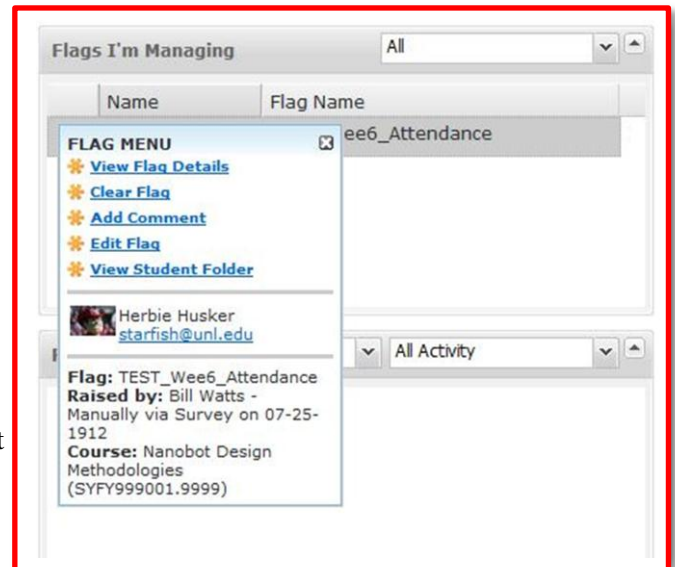 Flags I'm Managing
All
Name
Flag Name
ee6_Attendance
FLAG MENU
View Flag Details
Clear Flag
Add Comment
Edit Flag
View Student Folder
Herbie Husker
starfish@unl.edu
All Activity
Flag: TEST_Wee6_Attendance
Raised by: Bill Watts -
Manually via Survey on 07-25-
1912
Course: Nanobot Design
Methodologies
(SYFY999001.9999)
t